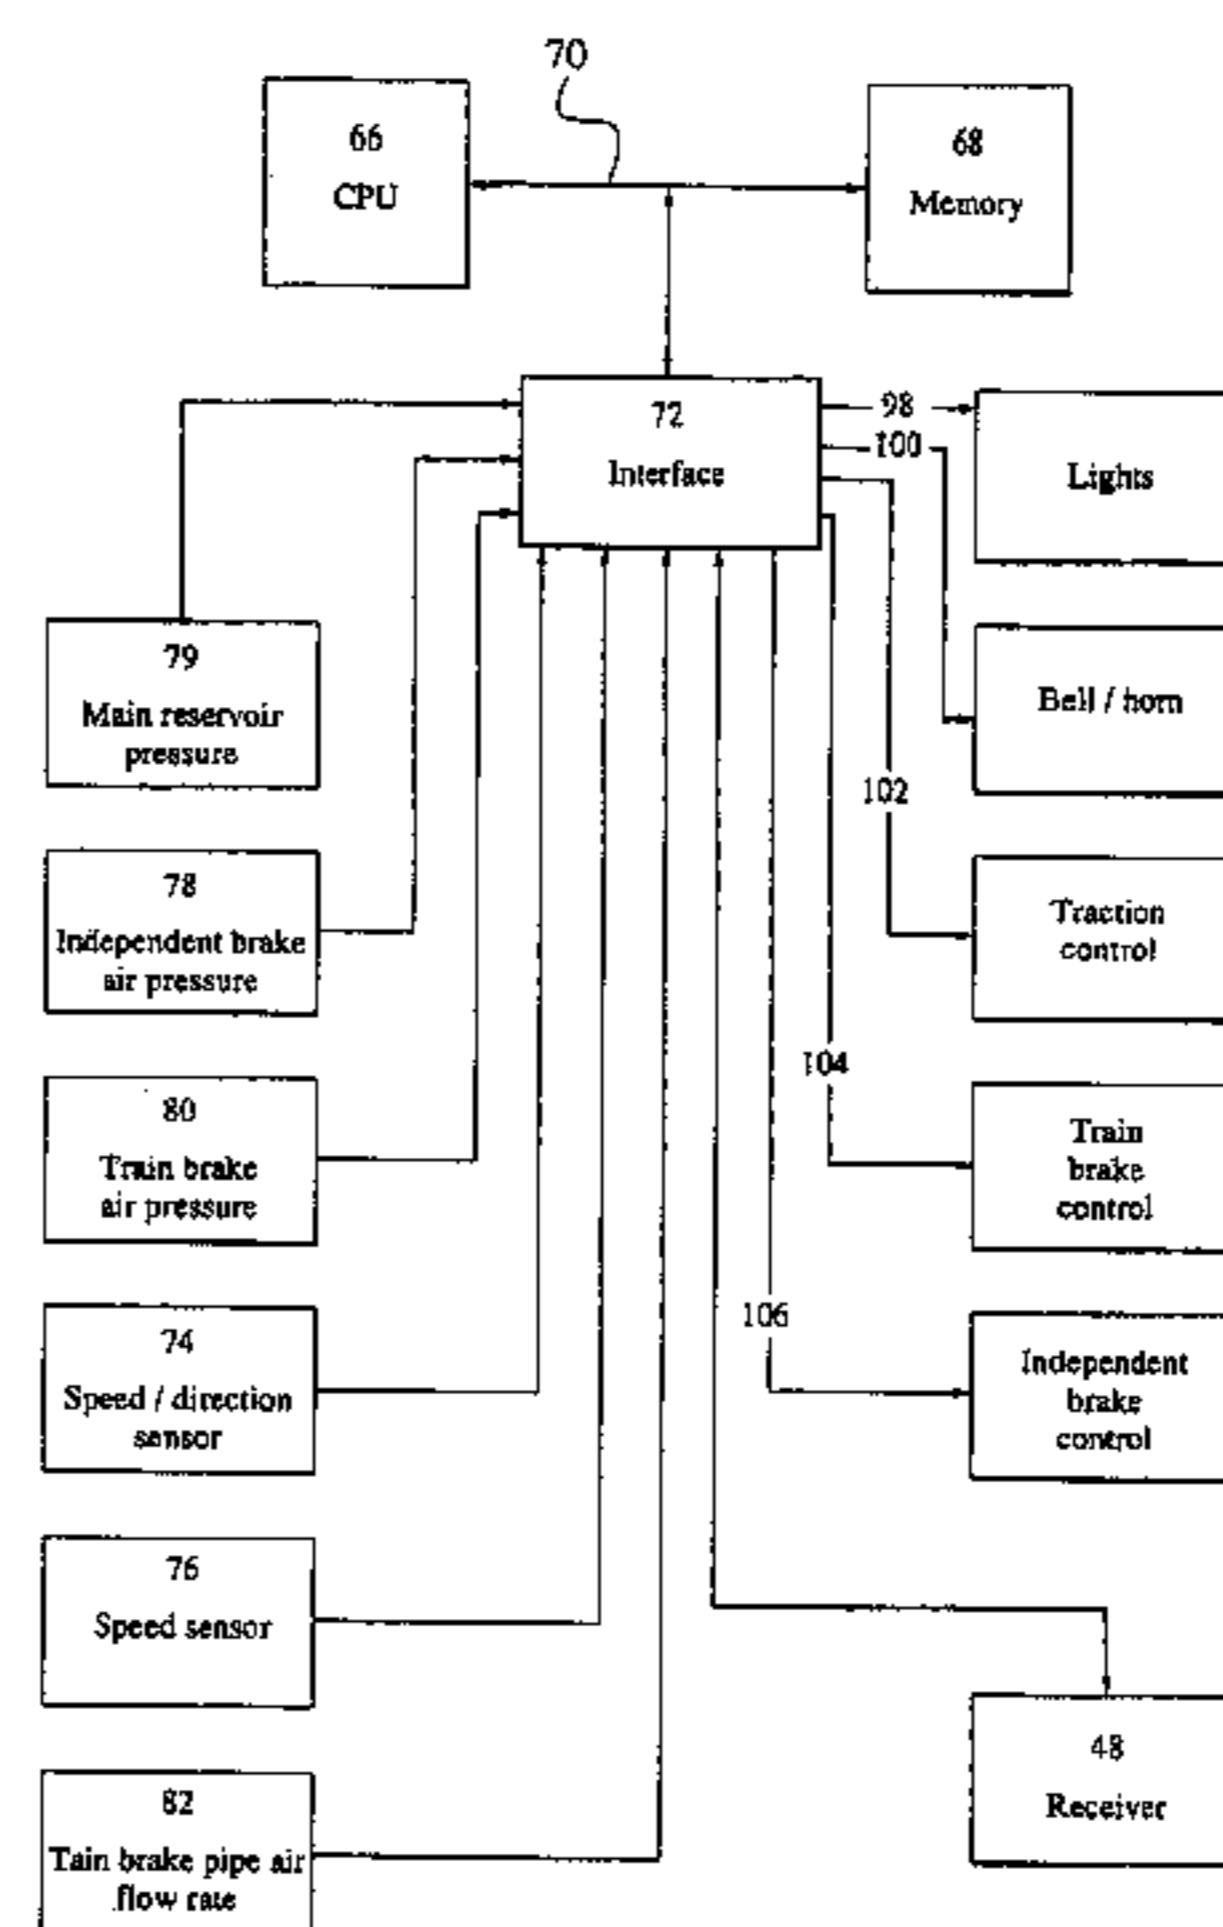 70
66
CPU
68
Memory
72
Interface
98
100
Lights
79
Main reservoir
pressure
Bell / horn
102
78
Independent brake
air pressure
Traction
control
104
80
Train brake
air pressure
Train
brake
control
106
74
Speed / direction
sensor
Independent
brake
control
76
Speed sensor
48
Receiver
82
Tain brake pipe air
flow rate